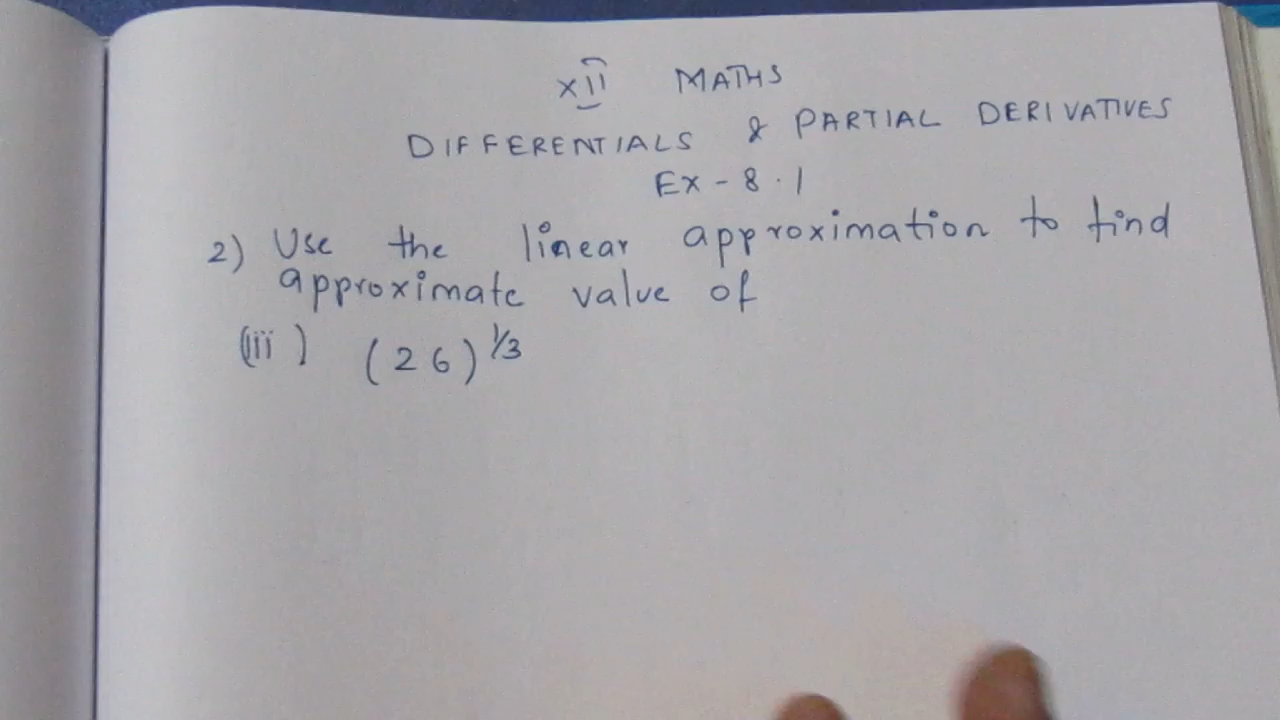 XII MATHS
DIFFERENTIALS & PARTIAL DERIVATIVES
Ex - 8.1
2) Use the linear approximation to find
approximate value of
(iii) (26)^1/3